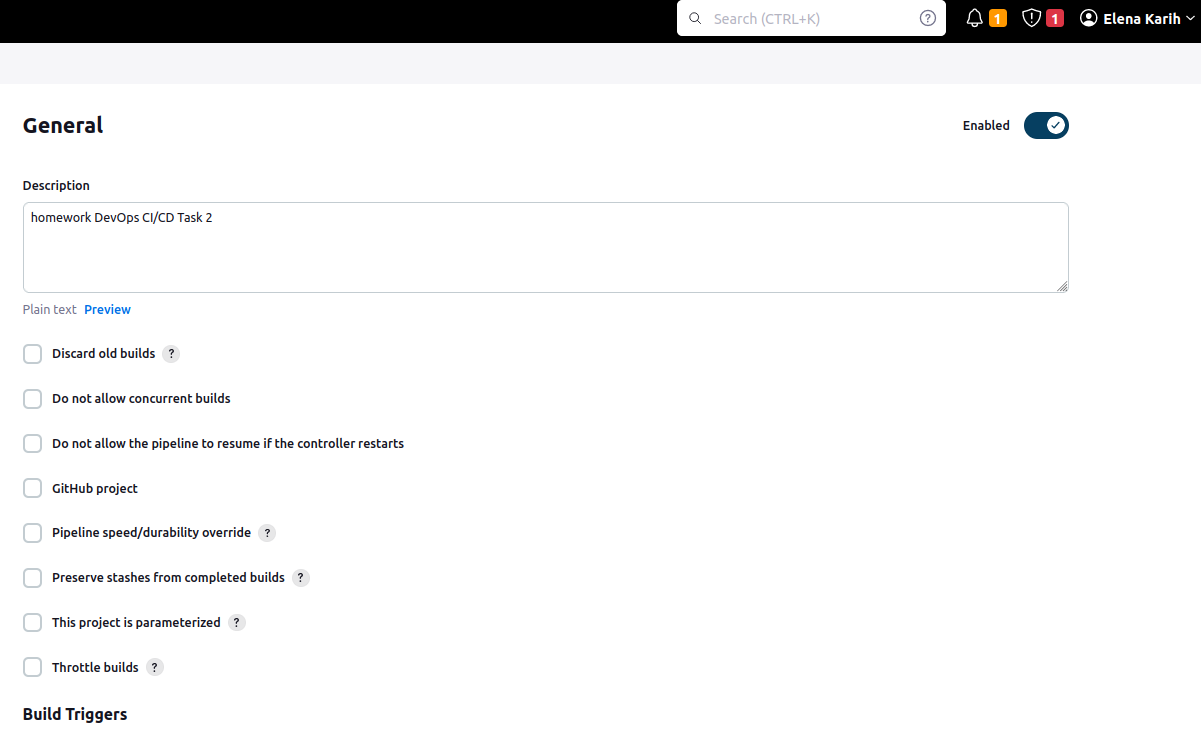 Search (CTRL+K) ? 1 1 Elena Karih
General Enabled
Description
homework DevOps CI/CD Task 2
Plain text Preview
Discard old builds ?
Do not allow concurrent builds
Do not allow the pipeline to resume if the controller restarts
GitHub project
Pipeline speed/durability override ?
Preserve stashes from completed builds ?
This project is parameterized ?
Throttle builds ?
Build Triggers